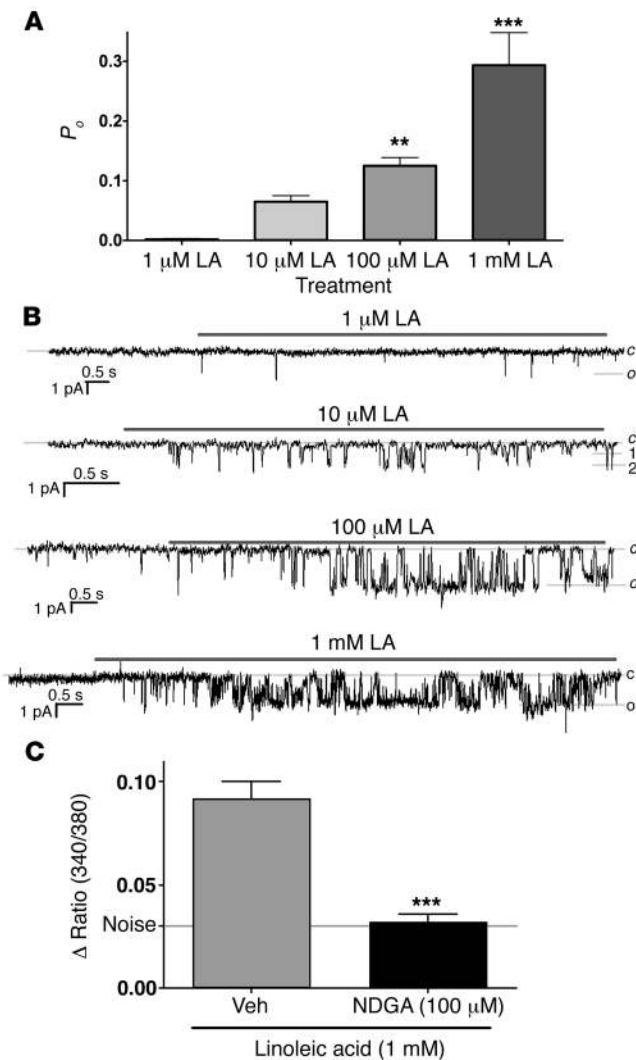 A
***
0.3
0.2
**
Po
0.1
0.0
1 μM LA 10 μM LA 100 μM LA 1 mM LA
Treatment
B
1 μM LA
c
0.5 s
o
1 pA
10 μM LA
c
0.5 s
1
1 pA
2
100 μM LA
c
0.5 s
o
1 pA
1 mM LA
c
0.5 s
o
1 pA
C
0.10
Δ Ratio (340/380)
0.05
***
Noise
0.00
Veh NDGA (100 μM)
Linoleic acid (1 mM)